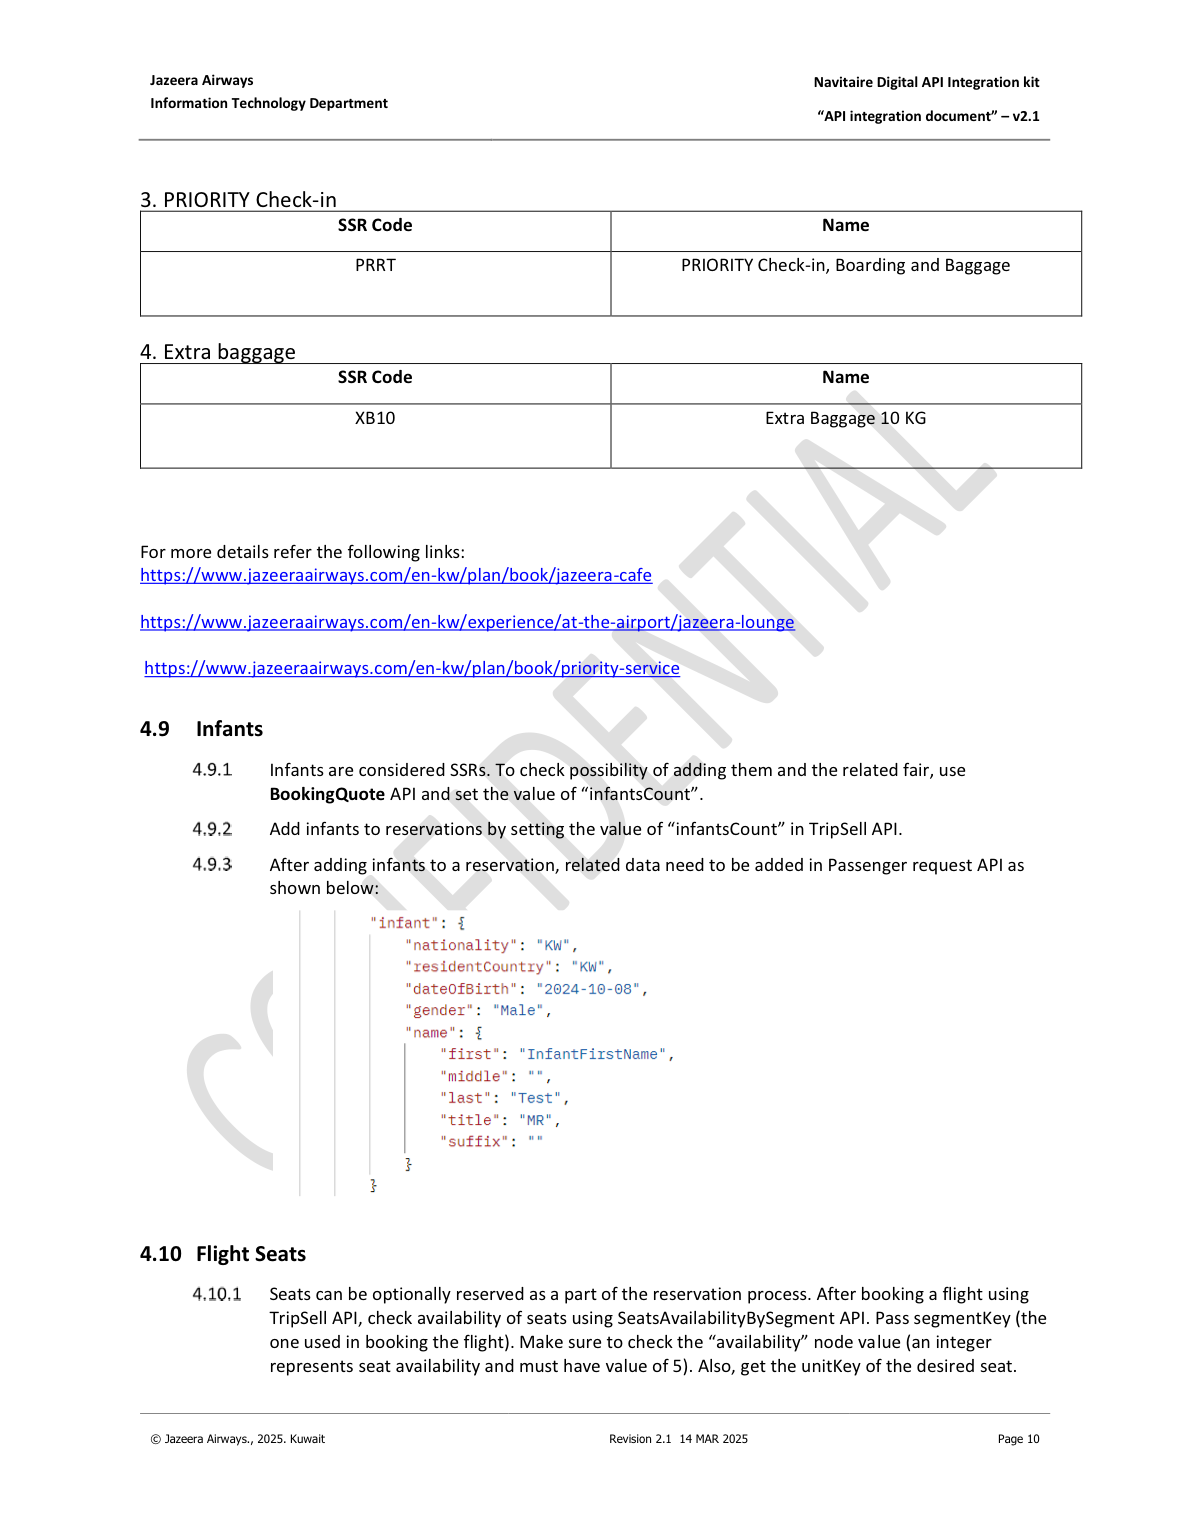 Jazeera Airways
Information Technology Department
Navitaire Digital API Integration kit
“API integration document” – v2.1
3. PRIORITY Check-in
SSR Code Name
PRRT PRIORITY Check-in, Boarding and Baggage
4. Extra baggage
SSR Code Name
XB10 Extra Baggage 10 KG
For more details refer the following links:
https://www.jazeeraairways.com/en-kw/plan/book/jazeera-cafe
https://www.jazeeraairways.com/en-kw/experience/at-the-airport/jazeera-lounge
https://www.jazeeraairways.com/en-kw/plan/book/priority-service
4.9 Infants
4.9.1 Infants are considered SSRs. To check possibility of adding them and the related fair, use
BookingQuote API and set the value of “infantsCount”.
4.9.2 Add infants to reservations by setting the value of “infantsCount” in TripSell API.
4.9.3 After adding infants to a reservation, related data need to be added in Passenger request API as
shown below:
"infant": {
"nationality": "KW",
"residentCountry": "KW",
"dateOfBirth": "2024-10-08",
"gender": "Male",
"name": {
"first": "InfantFirstName",
"middle": "",
"last": "Test",
"title": "MR",
"suffix": ""
}
}
4.10 Flight Seats
4.10.1 Seats can be optionally reserved as a part of the reservation process. After booking a flight using
TripSell API, check availability of seats using SeatsAvailabilityBySegment API. Pass segmentKey (the
one used in booking the flight). Make sure to check the “availability” node value (an integer
represents seat availability and must have value of 5). Also, get the unitKey of the desired seat.
© Jazeera Airways., 2025. Kuwait Revision 2.1 14 MAR 2025 Page 10
CONFIDENTIAL